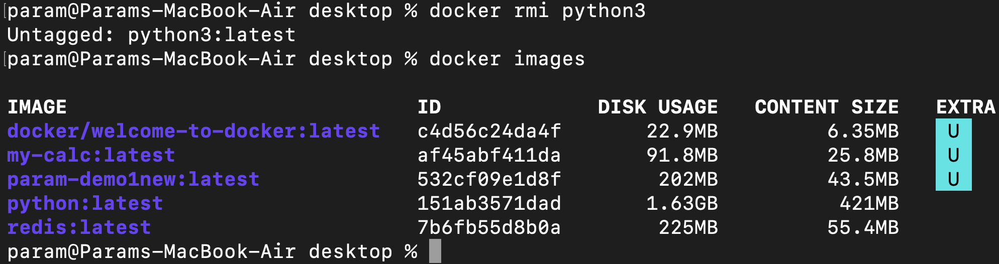 [param@Params-MacBook-Air desktop % docker rmi python3
Untagged: python3:latest
[param@Params-MacBook-Air desktop % docker images
IMAGE ID DISK USAGE CONTENT SIZE EXTRA
docker/welcome-to-docker:latest c4d56c24da4f 22.9MB 6.35MB U
my-calc:latest af45abf411da 91.8MB 25.8MB U
param-demo1new:latest 532cf09e1d8f 202MB 43.5MB U
python:latest 151ab3571dad 1.63GB 421MB
redis:latest 7b6fb55d8b0a 225MB 55.4MB
param@Params-MacBook-Air desktop %